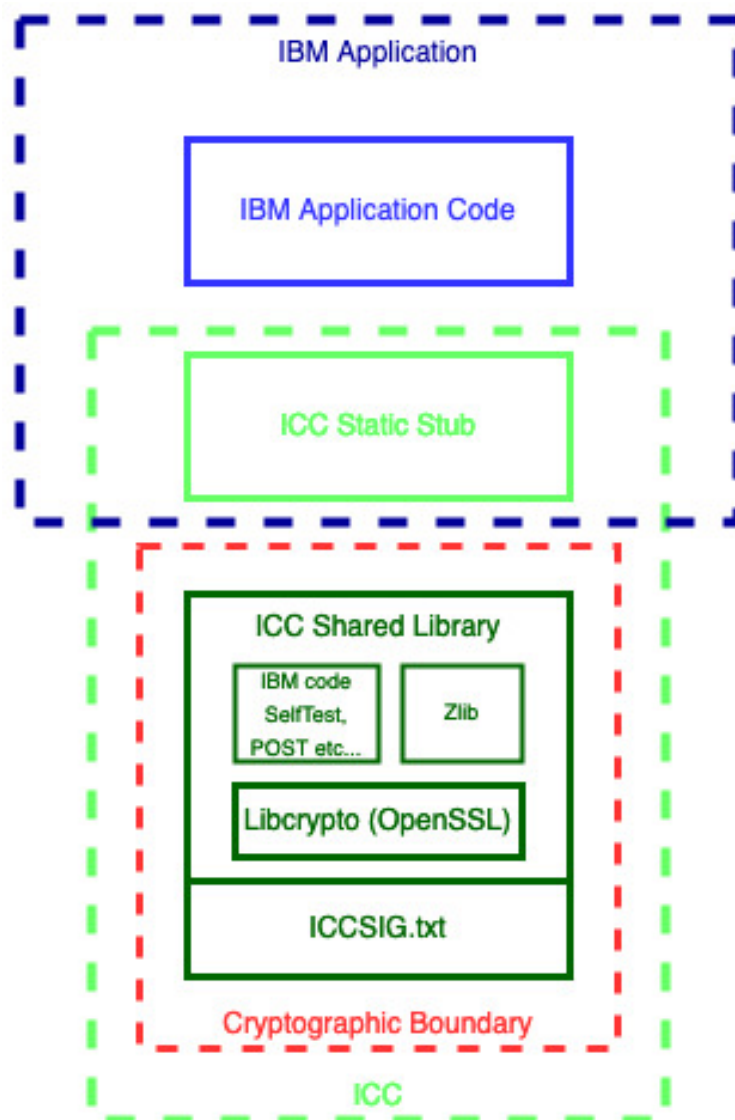 IBM Application
IBM Application Code
ICC Static Stub
ICC Shared Library
IBM code
SelfTest,
POST etc...
Zlib
Libcrypto (OpenSSL)
ICCSIG.txt
Cryptographic Boundary
ICC